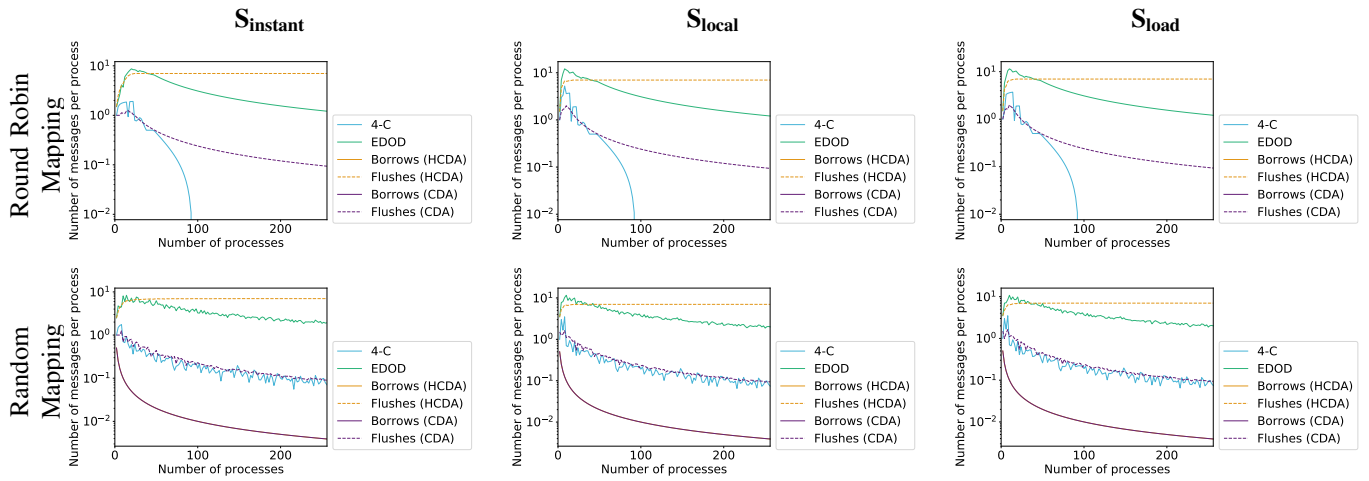 S_instant
S_local
S_load
Round Robin
Mapping
Number of messages per process
10^1
10^0
10^−1
10^−2
0
100
200
Number of processes
4-C
EDOD
Borrows (HCDA)
Flushes (HCDA)
Borrows (CDA)
Flushes (CDA)
Number of messages per process
10^1
10^0
10^−1
10^−2
0
100
200
Number of processes
4-C
EDOD
Borrows (HCDA)
Flushes (HCDA)
Borrows (CDA)
Flushes (CDA)
Number of messages per process
10^1
10^0
10^−1
10^−2
0
100
200
Number of processes
4-C
EDOD
Borrows (HCDA)
Flushes (HCDA)
Borrows (CDA)
Flushes (CDA)
Random
Mapping
Number of messages per process
10^1
10^0
10^−1
10^−2
0
100
200
Number of processes
4-C
EDOD
Borrows (HCDA)
Flushes (HCDA)
Borrows (CDA)
Flushes (CDA)
Number of messages per process
10^1
10^0
10^−1
10^−2
0
100
200
Number of processes
4-C
EDOD
Borrows (HCDA)
Flushes (HCDA)
Borrows (CDA)
Flushes (CDA)
Number of messages per process
10^1
10^0
10^−1
10^−2
0
100
200
Number of processes
4-C
EDOD
Borrows (HCDA)
Flushes (HCDA)
Borrows (CDA)
Flushes (CDA)